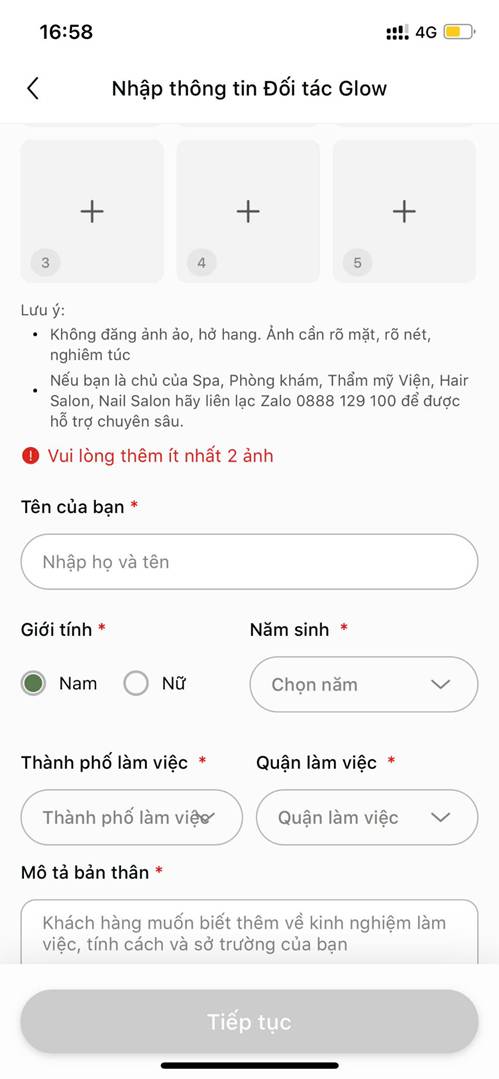 16:58
4G
Nhập thông tin Đối tác Glow
3
4
5
Lưu ý:
• Không đăng ảnh ảo, hở hang. Ảnh cần rõ mặt, rõ nét,
nghiêm túc
• Nếu bạn là chủ của Spa, Phòng khám, Thẩm mỹ Viện, Hair
Salon, Nail Salon hãy liên lạc Zalo 0888 129 100 để được
hỗ trợ chuyên sâu.
Vui lòng thêm ít nhất 2 ảnh
Tên của bạn *
Nhập họ và tên
Giới tính * Năm sinh *
Nam Nữ Chọn năm
Thành phố làm việc * Quận làm việc *
Thành phố làm việc Quận làm việc
Mô tả bản thân *
Khách hàng muốn biết thêm về kinh nghiệm làm
việc, tính cách và sở trường của bạn
Tiếp tục